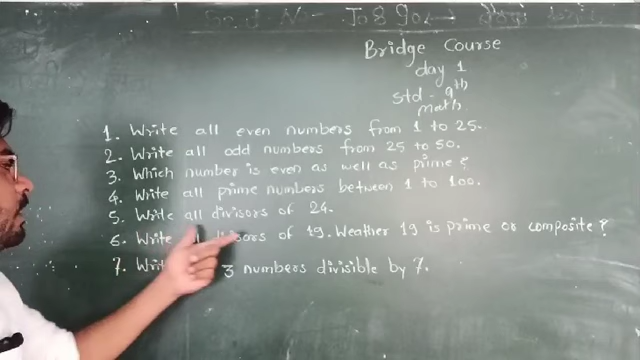 Bridge Course
day 1
std - 9th
maths
1. Write all even numbers from 1 to 25.
2. Write all odd numbers from 25 to 50.
3. Which number is even as well as prime ?
4. Write all prime numbers between 1 to 100.
5. Write all divisors of 24.
6. Write divisors of 19. Weather 19 is prime or composite ?
7. 3 numbers divisible by 7.